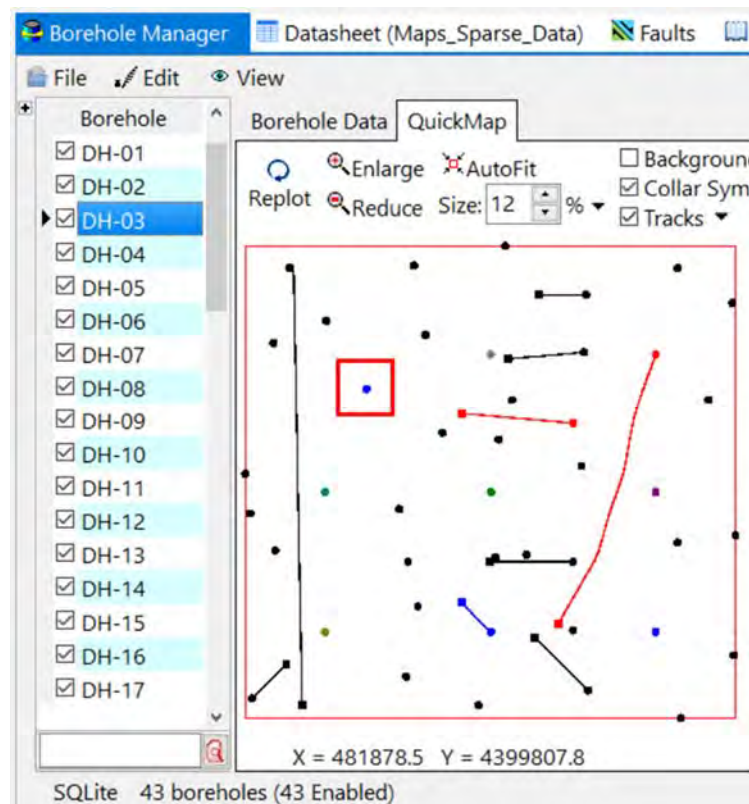 Borehole Manager Datasheet (Maps_Sparse_Data) Faults
File Edit View
Borehole
DH-01
DH-02
DH-03
DH-04
DH-05
DH-06
DH-07
DH-08
DH-09
DH-10
DH-11
DH-12
DH-13
DH-14
DH-15
DH-16
DH-17
Borehole Data QuickMap
Replot
Enlarge AutoFit
Reduce Size: 12 %
Background
Collar Sym
Tracks
X = 481878.5 Y = 4399807.8
SQLite 43 boreholes (43 Enabled)